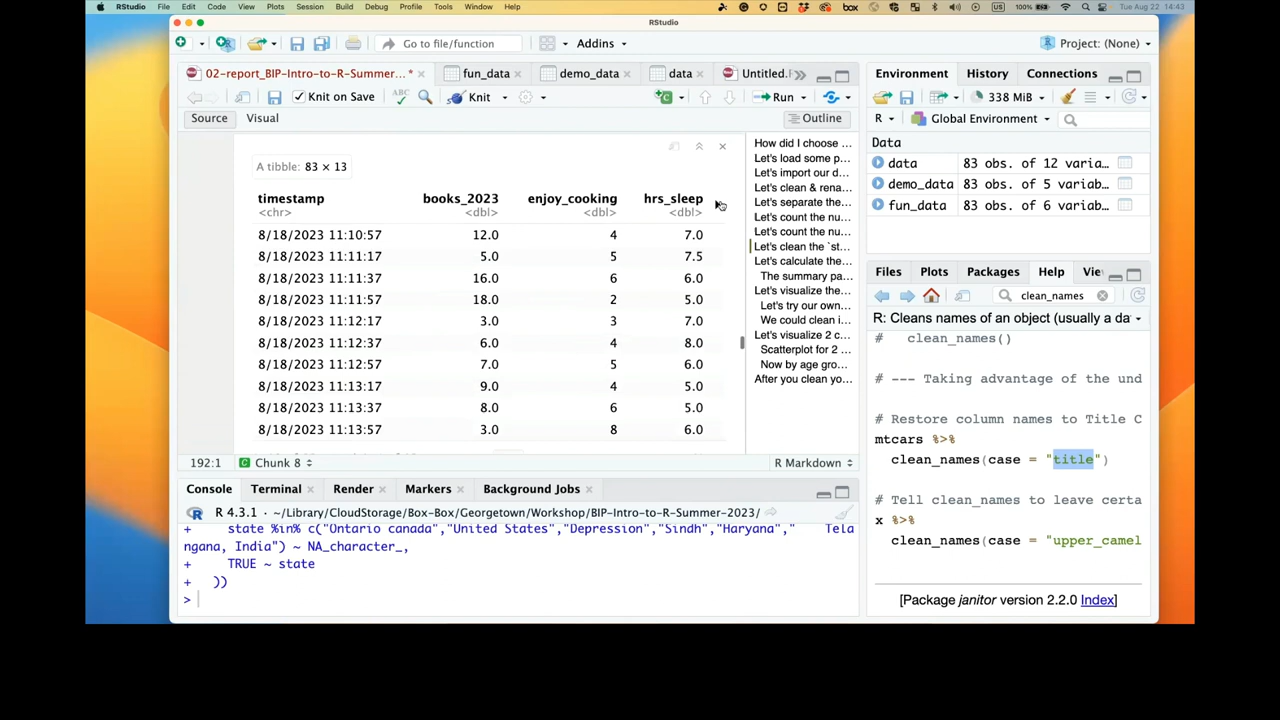 RStudio File Edit Code View Plots Session Build Debug Profile Tools Window Help box US 100% Tue Aug 22 14:43
RStudio
Go to file/function Addins Project: (None)
02-report_BIP-Intro-to-R-Summer... * fun_data demo_data data Untitled.
Knit on Save ABC Knit Run
Source Visual Outline
A tibble: 83 × 13
timestamp books_2023 enjoy_cooking hrs_sleep
<chr> <dbl> <dbl> <dbl>
8/18/2023 11:10:57 12.0 4 7.0
8/18/2023 11:11:17 5.0 5 7.5
8/18/2023 11:11:37 16.0 6 6.0
8/18/2023 11:11:57 18.0 2 5.0
8/18/2023 11:12:17 3.0 3 7.0
8/18/2023 11:12:37 6.0 4 8.0
8/18/2023 11:12:57 7.0 5 6.0
8/18/2023 11:13:17 9.0 4 5.0
8/18/2023 11:13:37 8.0 6 5.0
8/18/2023 11:13:57 3.0 8 6.0
How did I choose ...
Let's load some p...
Let's import our d...
Let's clean & rena...
Let's separate the...
Let's count the nu...
Let's count the nu...
Let's clean the `st...
Let's calculate the...
The summary pa...
Let's visualize the...
Let's try our own...
We could clean i...
Let's visualize 2 c...
Scatterplot for 2 ...
Now by age gro...
After you clean yo...
192:1 Chunk 8 R Markdown
Console Terminal Render Markers Background Jobs
R 4.3.1 · ~/Library/CloudStorage/Box-Box/Georgetown/Workshop/BIP-Intro-to-R-Summer-2023/
+ state %in% c("Ontario canada","United States","Depression","Sindh","Haryana"," Tela
ngana, India") ~ NA_character_,
+ TRUE ~ state
+ ))
>
Environment History Connections
338 MiB
R Global Environment
Data
data 83 obs. of 12 varia...
demo_data 83 obs. of 5 variab...
fun_data 83 obs. of 6 variab...
Files Plots Packages Help Vie
clean_names
R: Cleans names of an object (usually a da
# clean_names()
# --- Taking advantage of the und
# Restore column names to Title C
mtcars %>%
clean_names(case = "title")
# Tell clean_names to leave certa
x %>%
clean_names(case = "upper_camel
[Package janitor version 2.2.0 Index]